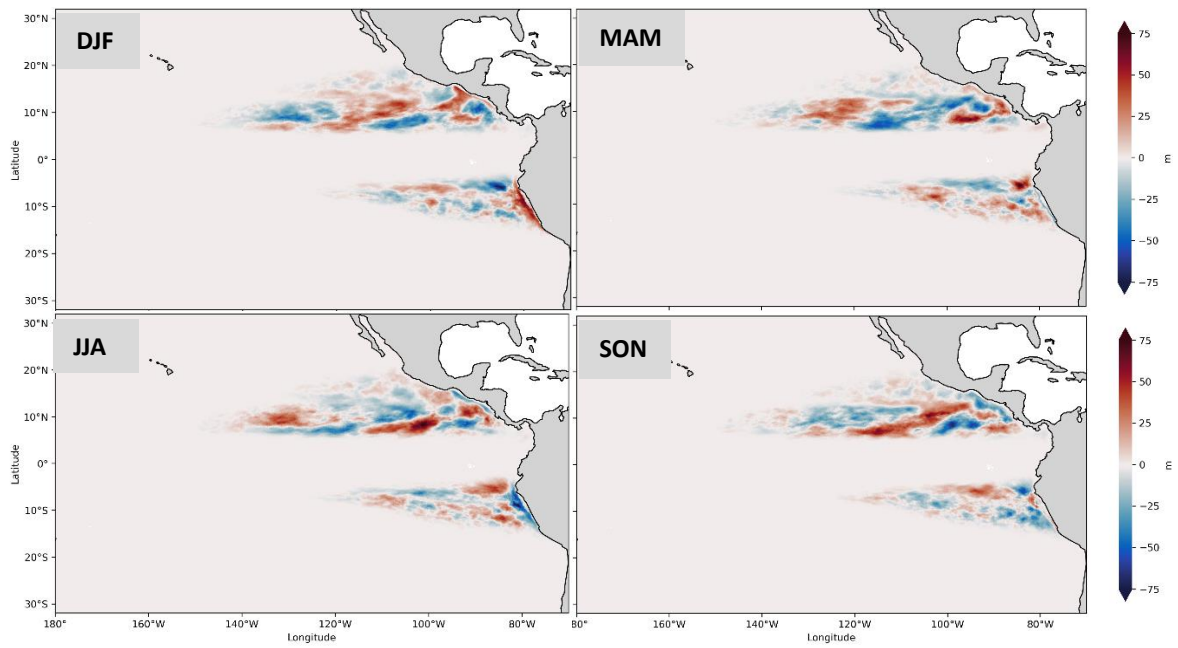 DJF
MAM
30°N
20°N
10°N
0°
10°S
20°S
30°S
Latitude
75
50
25
0
−25
−50
−75
m
JJA
SON
30°N
20°N
10°N
0°
10°S
20°S
30°S
Latitude
180°
160°W
140°W
120°W
100°W
80°W
Longitude
80°
160°W
140°W
120°W
100°W
80°W
Longitude
75
50
25
0
−25
−50
−75
m